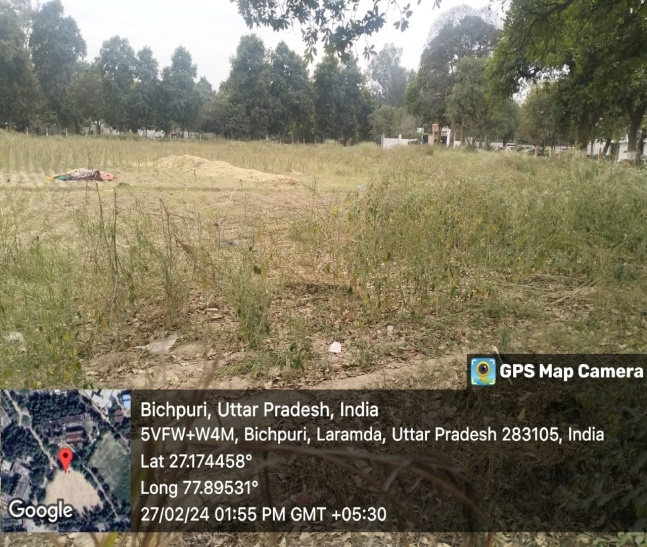 GPS Map Camera
Bichpuri, Uttar Pradesh, India
5VFW+W4M, Bichpuri, Laramda, Uttar Pradesh 283105, India
Lat 27.174458°
Long 77.89531°
27/02/24 01:55 PM GMT +05:30
Google